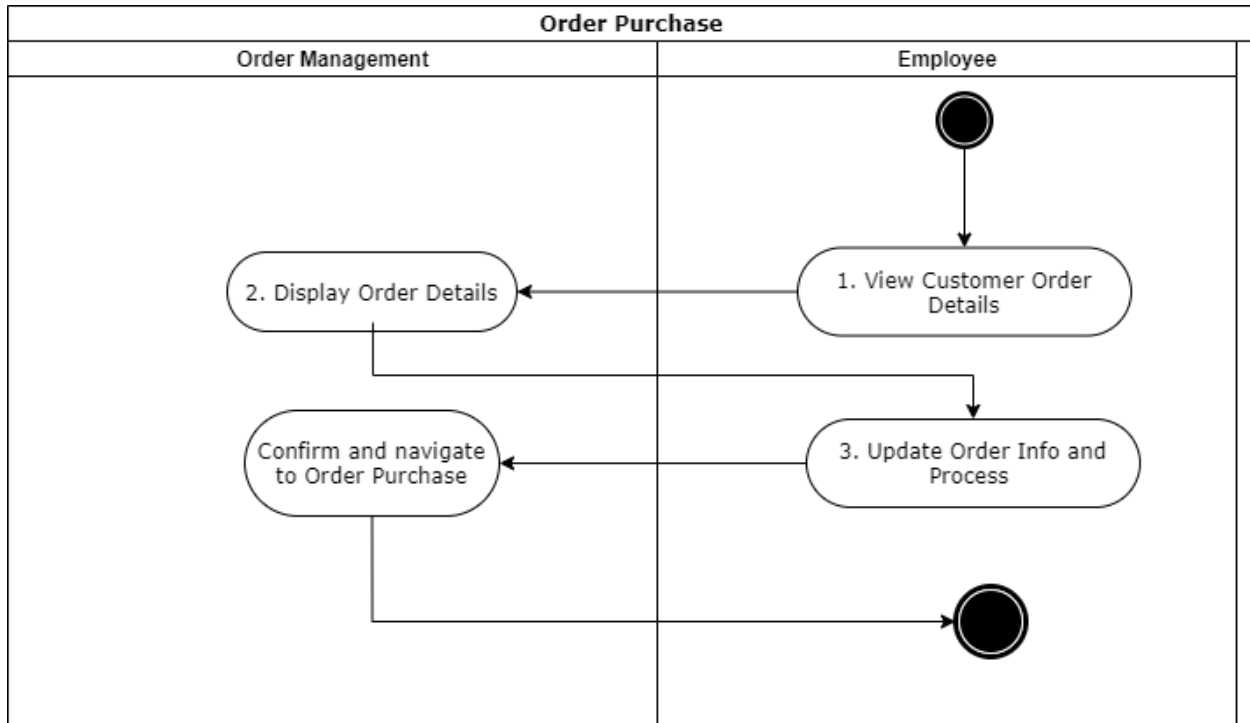 Order Purchase
Order Management
Employee
1. View Customer Order
Details
2. Display Order Details
3. Update Order Info and
Process
Confirm and navigate
to Order Purchase